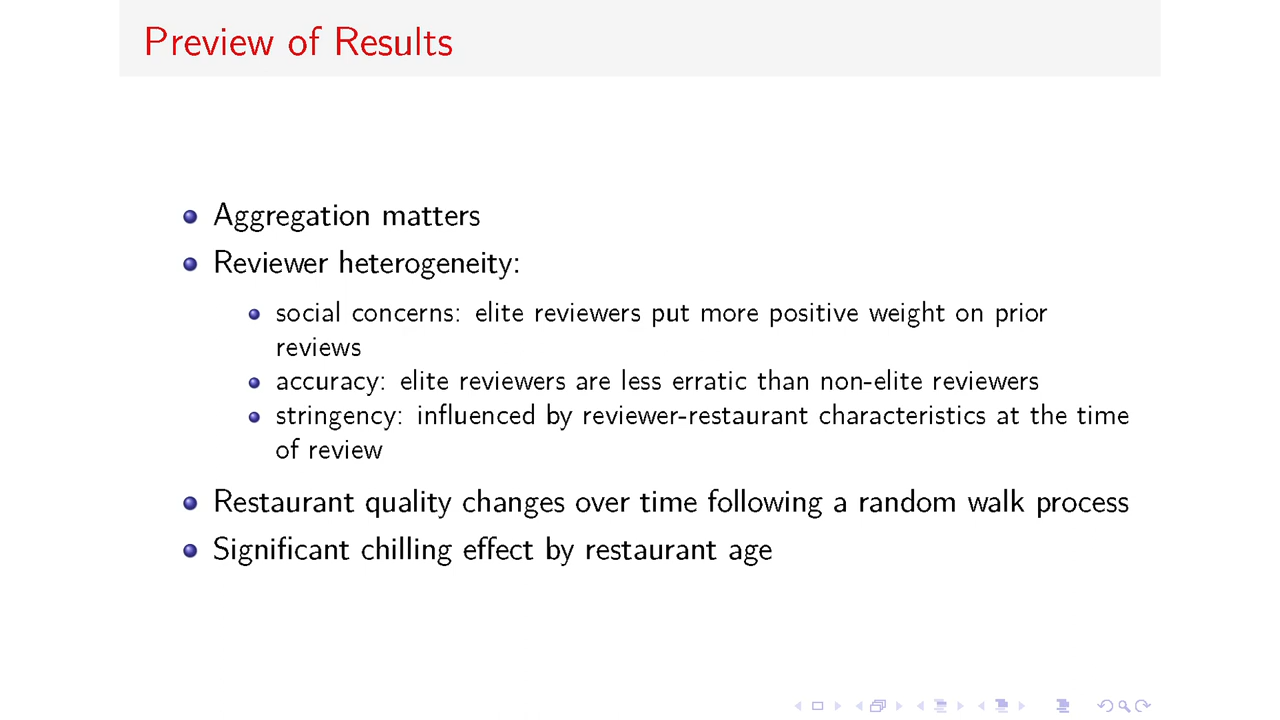 Preview of Results
Aggregation matters
Reviewer heterogeneity:
social concerns: elite reviewers put more positive weight on prior
reviews
accuracy: elite reviewers are less erratic than non-elite reviewers
stringency: influenced by reviewer-restaurant characteristics at the time
of review
Restaurant quality changes over time following a random walk process
Significant chilling effect by restaurant age